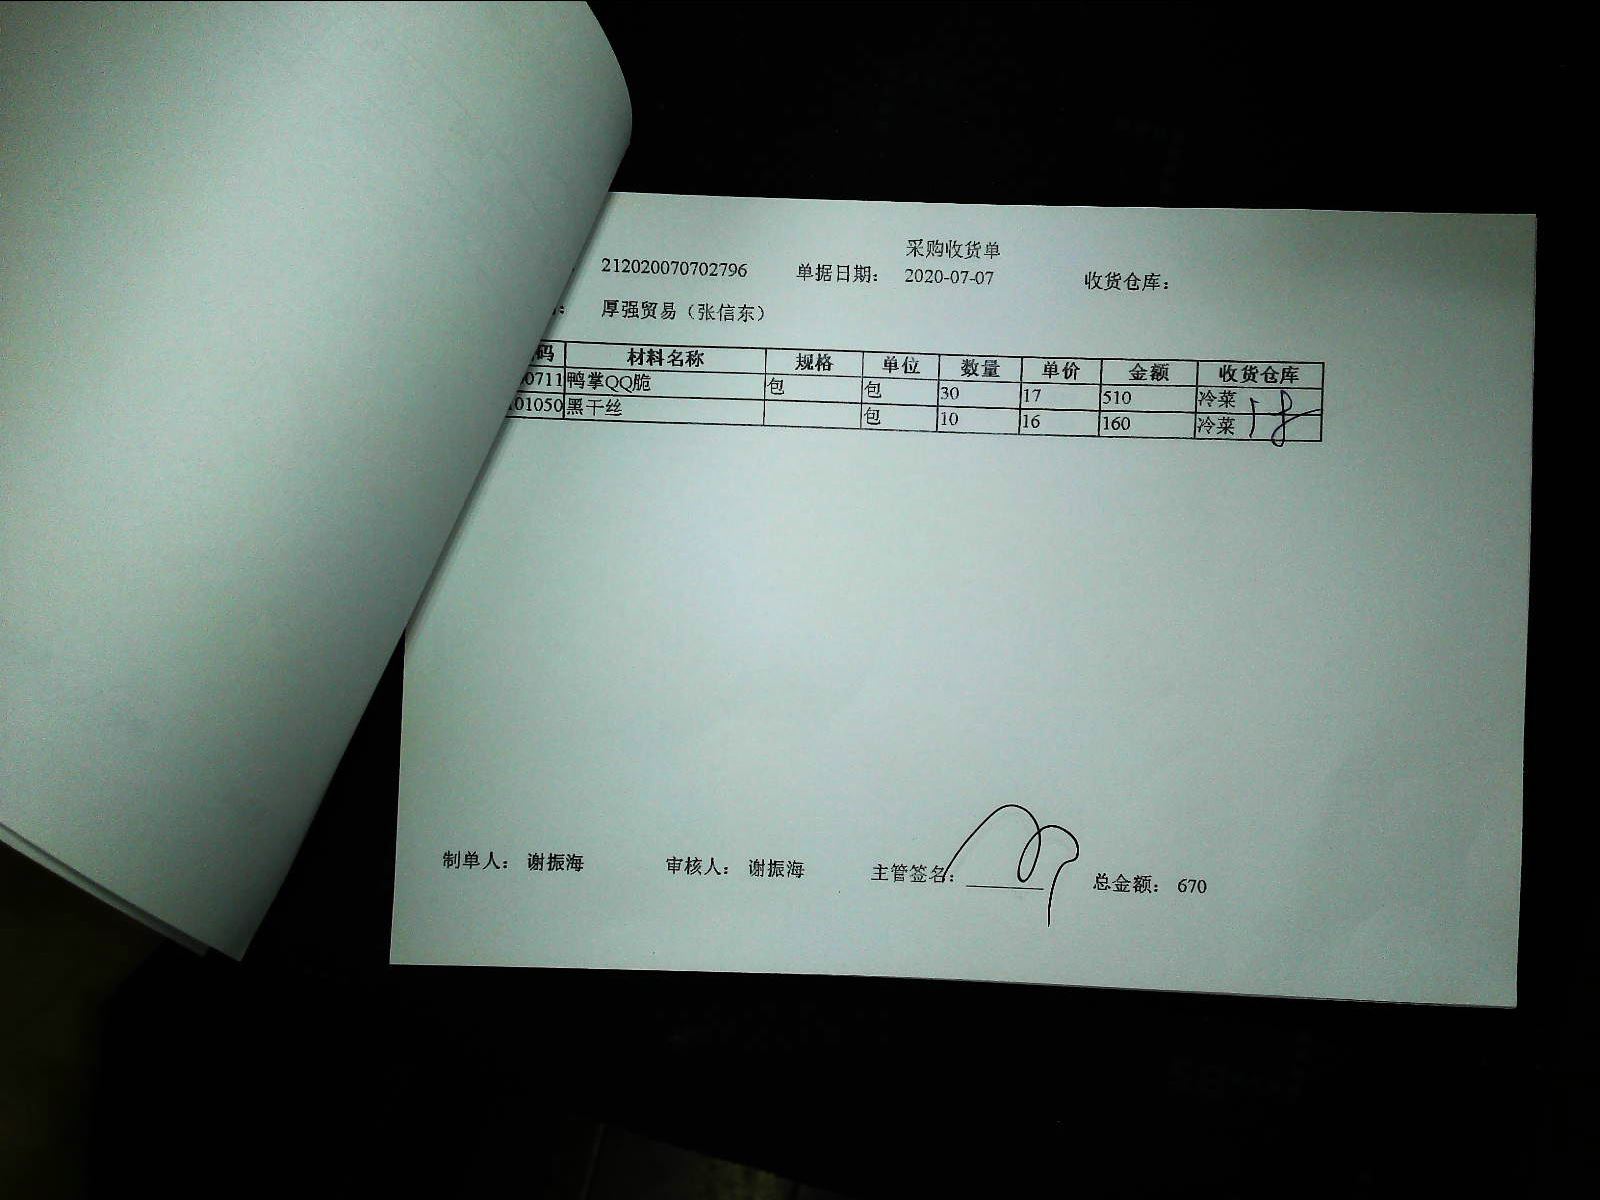 采购收货单
212020070702796 单据日期： 2020-07-07 收货仓库：
厚强贸易（张信东）
码 材料名称 规格 单位 数量 单价 金额 收货仓库
0711 鸭掌QQ脆 包 包 30 17 510 冷菜
01050 黑干丝 包 10 16 160 冷菜
制单人： 谢振海 审核人： 谢振海 主管签名： 总金额： 670